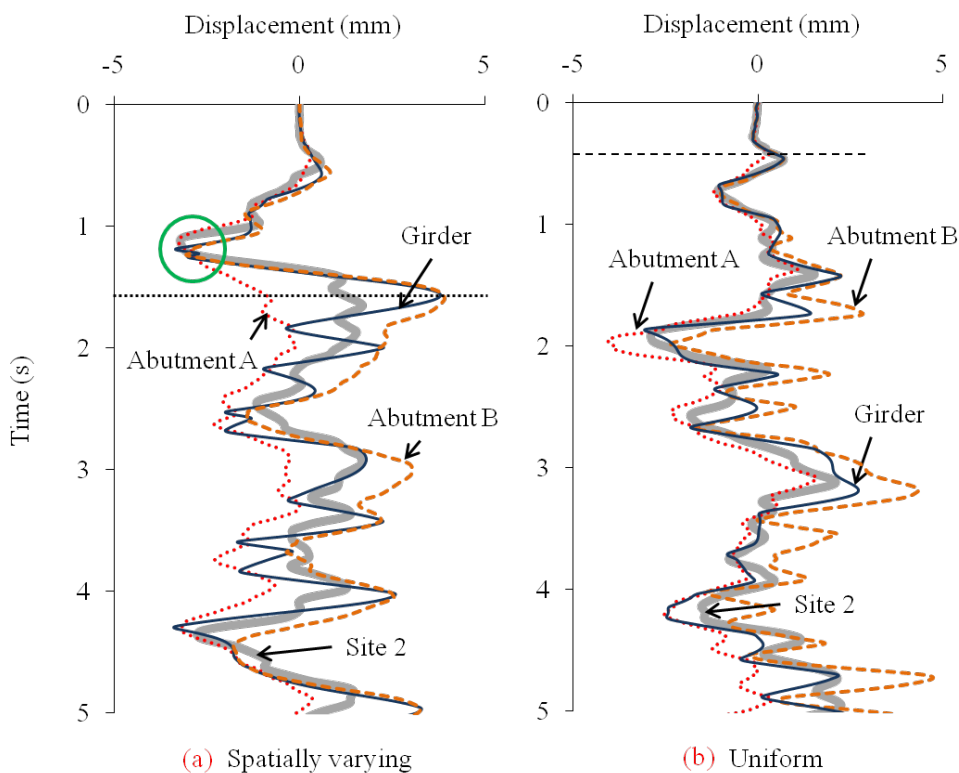 Displacement (mm)
-5 0 5
0
1
2
3
4
5
Time (s)
Girder
Abutment A
Abutment B
Site 2
(a) Spatially varying
Displacement (mm)
-5 0 5
0
1
2
3
4
5
Abutment A
Abutment B
Girder
Site 2
(b) Uniform